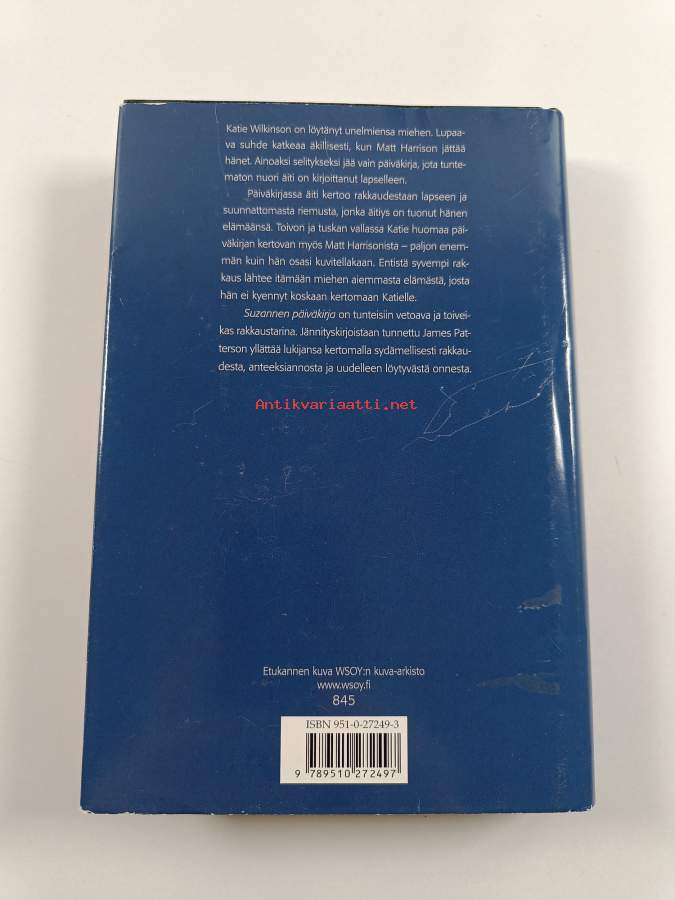 Katie Wilkinson on löytänyt unelmiensa miehen. Lupaa-
va suhde katkeaa äkillisesti, kun Matt Harrison jättää
hänet. Ainoaksi selitykseksi jää vain päiväkirja, jota tunte-
maton nuori äiti on kirjoittanut lapselleen.
Päiväkirjassa äiti kertoo rakkaudestaan lapseen ja
suunnattomasta riemusta, jonka äitiys on tuonut hänen
elämäänsä. Toivon ja tuskan vallassa Katie huomaa päi-
väkirjan kertovan myös Matt Harrisonista – paljon enem-
män kuin hän osasi kuvitellakaan. Entistä syvempi rak-
kaus lähtee itämään miehen aiemmasta elämästä, josta
hän ei kyennyt koskaan kertomaan Katielle.
Suzannen päiväkirja on tunteisiin vetoava ja toivei-
kas rakkaustarina. Jännityskirjoistaan tunnettu James Pat-
terson yllättää lukijansa kertomalla sydämellisesti rakkau-
desta, anteeksiannosta ja uudelleen löytyvästä onnesta.
Antikvariaatti.net
Etukannen kuva WSOY:n kuva-arkisto
www.wsoy.fi
845
ISBN 951-0-27249-3
9 789510 272497